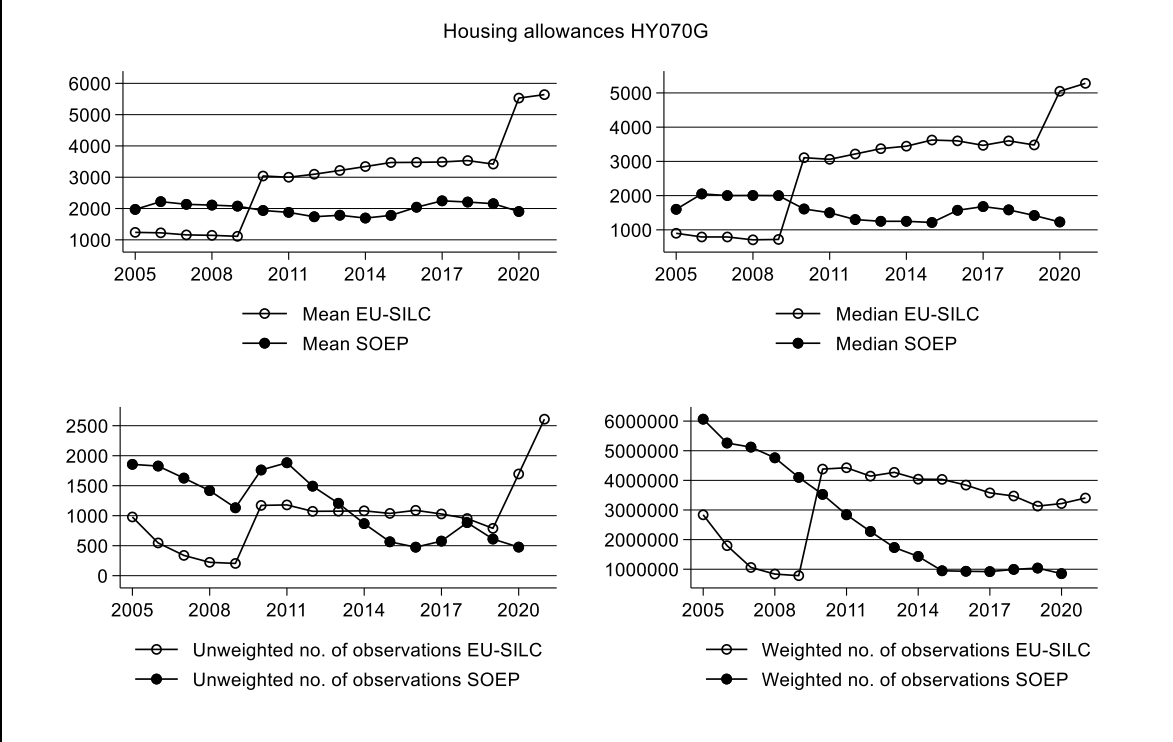 Housing allowances HY070G
6000
5000
4000
3000
2000
1000
2005 2008 2011 2014 2017 2020
Mean EU-SILC
Mean SOEP
5000
4000
3000
2000
1000
2005 2008 2011 2014 2017 2020
Median EU-SILC
Median SOEP
2500
2000
1500
1000
500
0
2005 2008 2011 2014 2017 2020
Unweighted no. of observations EU-SILC
Unweighted no. of observations SOEP
6000000
5000000
4000000
3000000
2000000
1000000
2005 2008 2011 2014 2017 2020
Weighted no. of observations EU-SILC
Weighted no. of observations SOEP